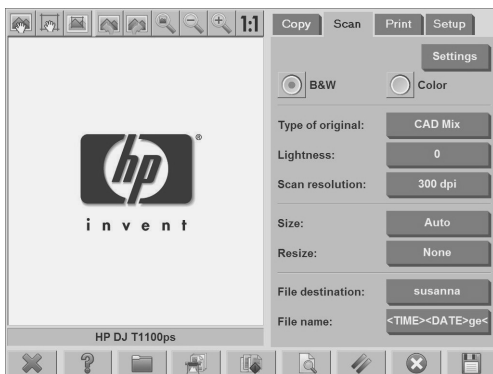 1:1
Copy Scan Print Setup
Settings
B&W Color
Type of original: CAD Mix
Lightness: 0
Scan resolution: 300 dpi
Size: Auto
Resize: None
File destination: susanna
File name: <TIME><DATE>ge<
hp ®
invent
HP DJ T1100ps
?